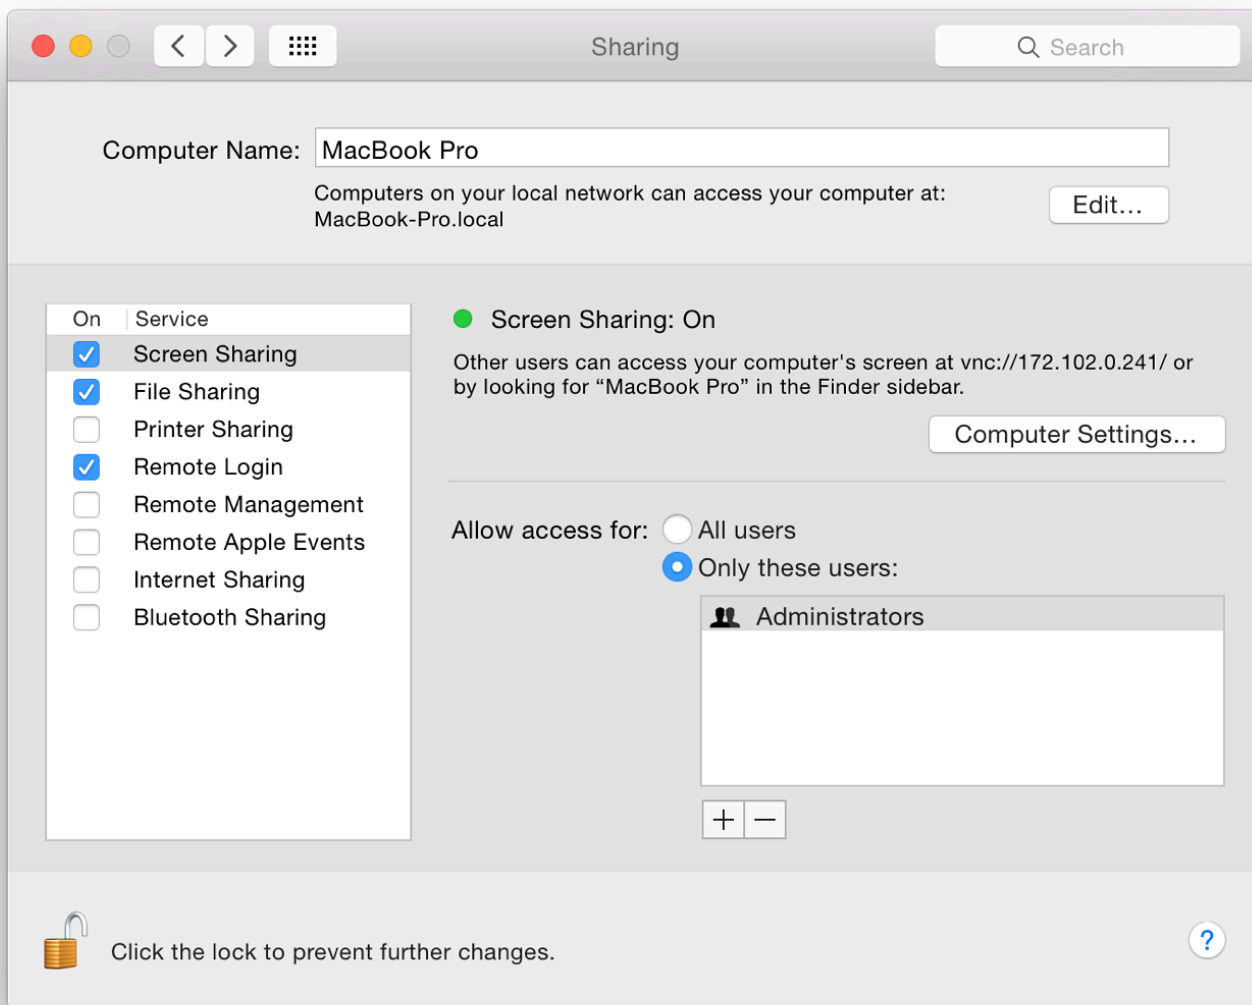 Sharing
Search
Computer Name:
MacBook Pro
Computers on your local network can access your computer at:
MacBook-Pro.local
Edit...
On
Service
Screen Sharing
File Sharing
Printer Sharing
Remote Login
Remote Management
Remote Apple Events
Internet Sharing
Bluetooth Sharing
Screen Sharing: On
Other users can access your computer's screen at vnc://172.102.0.241/ or
by looking for “MacBook Pro” in the Finder sidebar.
Computer Settings...
Allow access for:
All users
Only these users:
Administrators
+ −
Click the lock to prevent further changes.
?